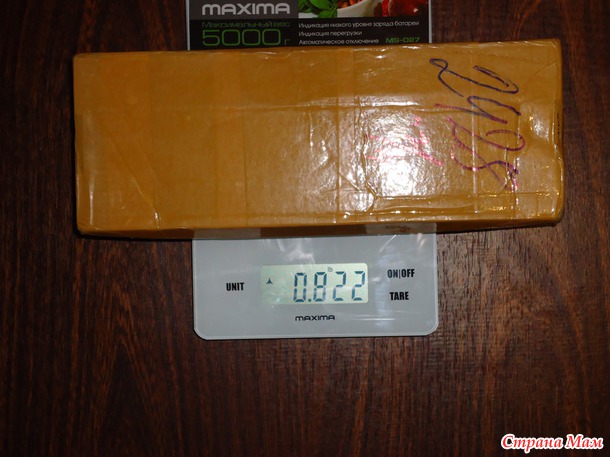 MAXIMA
Максимальный вес
5000 г
Индикация низкого уровня заряда батареи
Индикация перегрузки
Автоматическое отключение MS-027
UNIT
0.822
ON|OFF
TARE
MAXIMA
Страна Мам